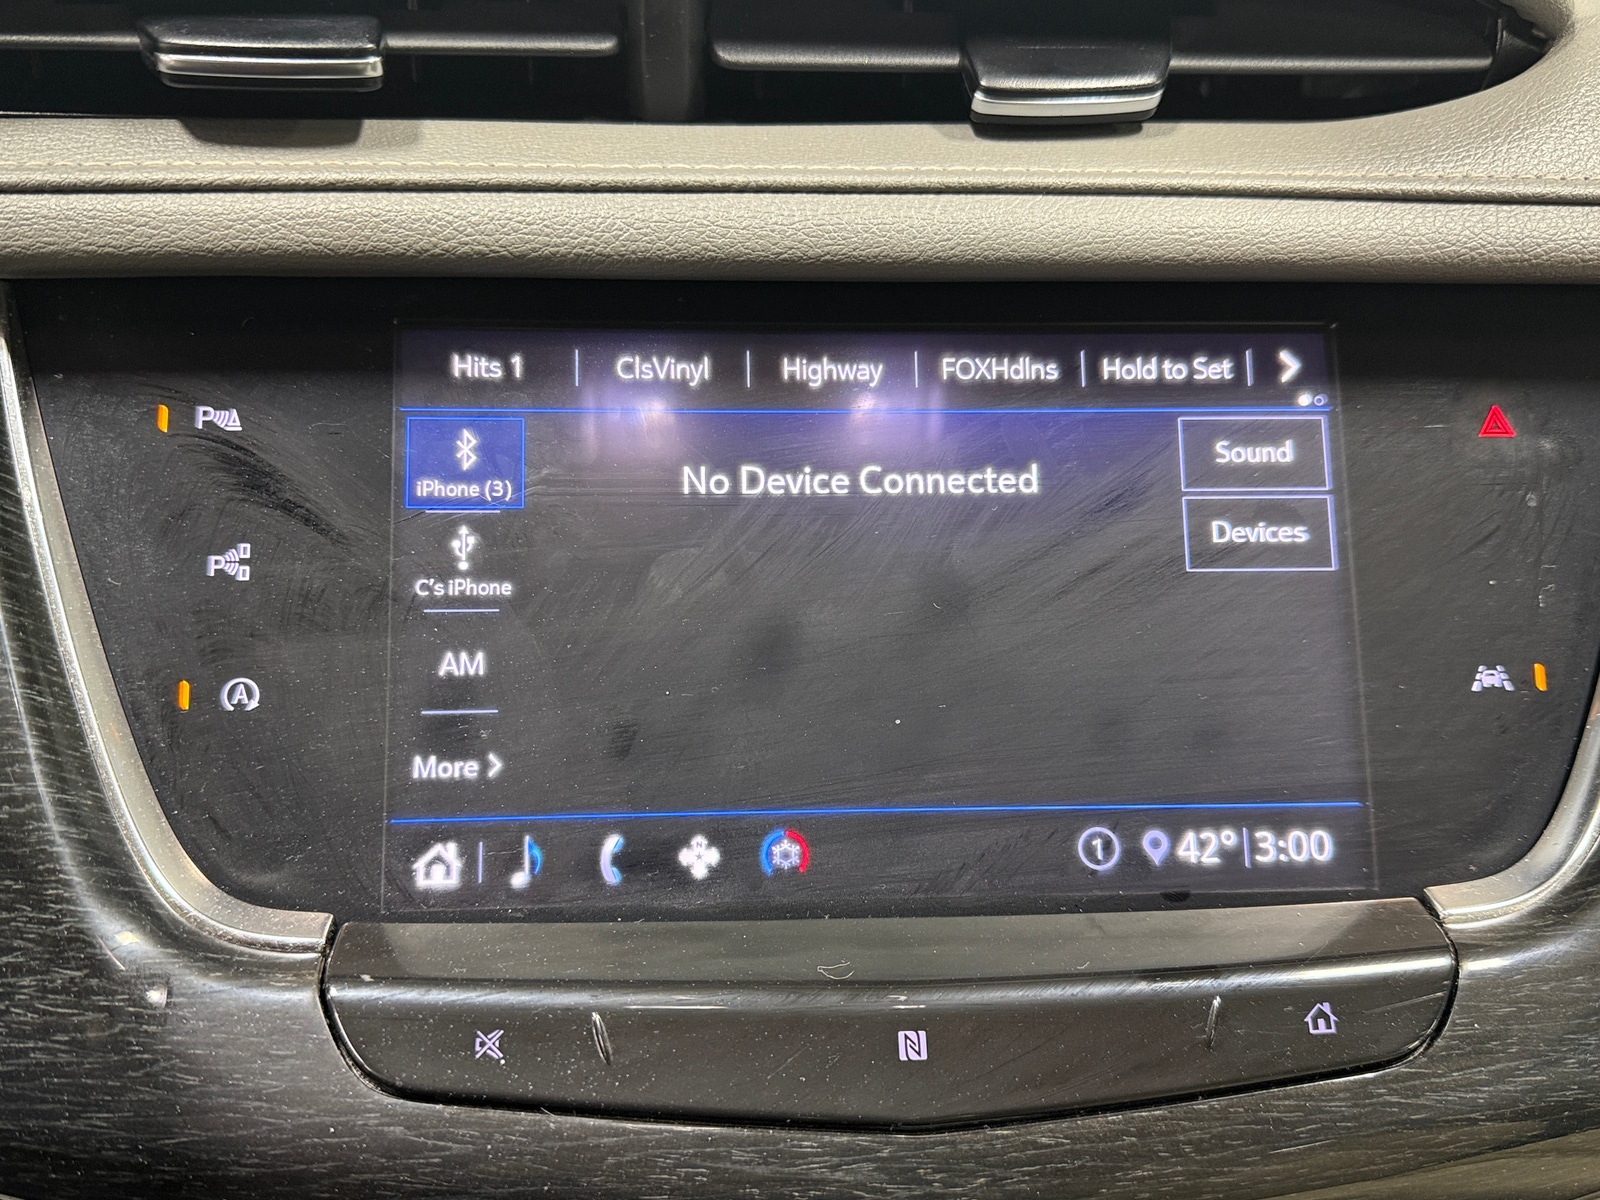 Hits 1
ClsVinyl
Highway
FOXHdlns
Hold to Set
iPhone (3)
No Device Connected
Sound
Devices
C's iPhone
AM
More
N
1
42° 3:00
P
P
A
N